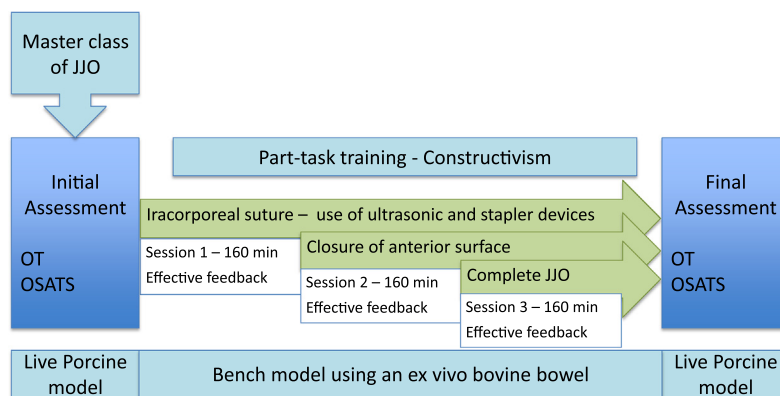 Master class
of JJO
Part-task training - Constructivism
Initial
Assessment
OT
OSATS
Iracorporeal suture – use of ultrasonic and stapler devices
Session 1 – 160 min
Effective feedback
Closure of anterior surface
Session 2 – 160 min
Effective feedback
Complete JJO
Session 3 – 160 min
Effective feedback
Final
Assessment
OT
OSATS
Live Porcine
model
Bench model using an ex vivo bovine bowel
Live Porcine
model